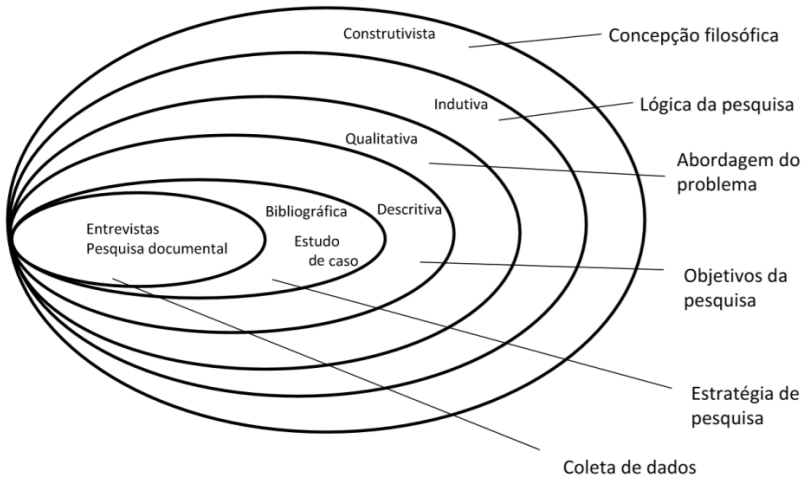 Construtivista
Concepção filosófica
Indutiva
Lógica da pesquisa
Qualitativa
Abordagem do
problema
Bibliográfica
Descritiva
Entrevistas
Pesquisa documental
Estudo
de caso
Objetivos da
pesquisa
Estratégia de
pesquisa
Coleta de dados